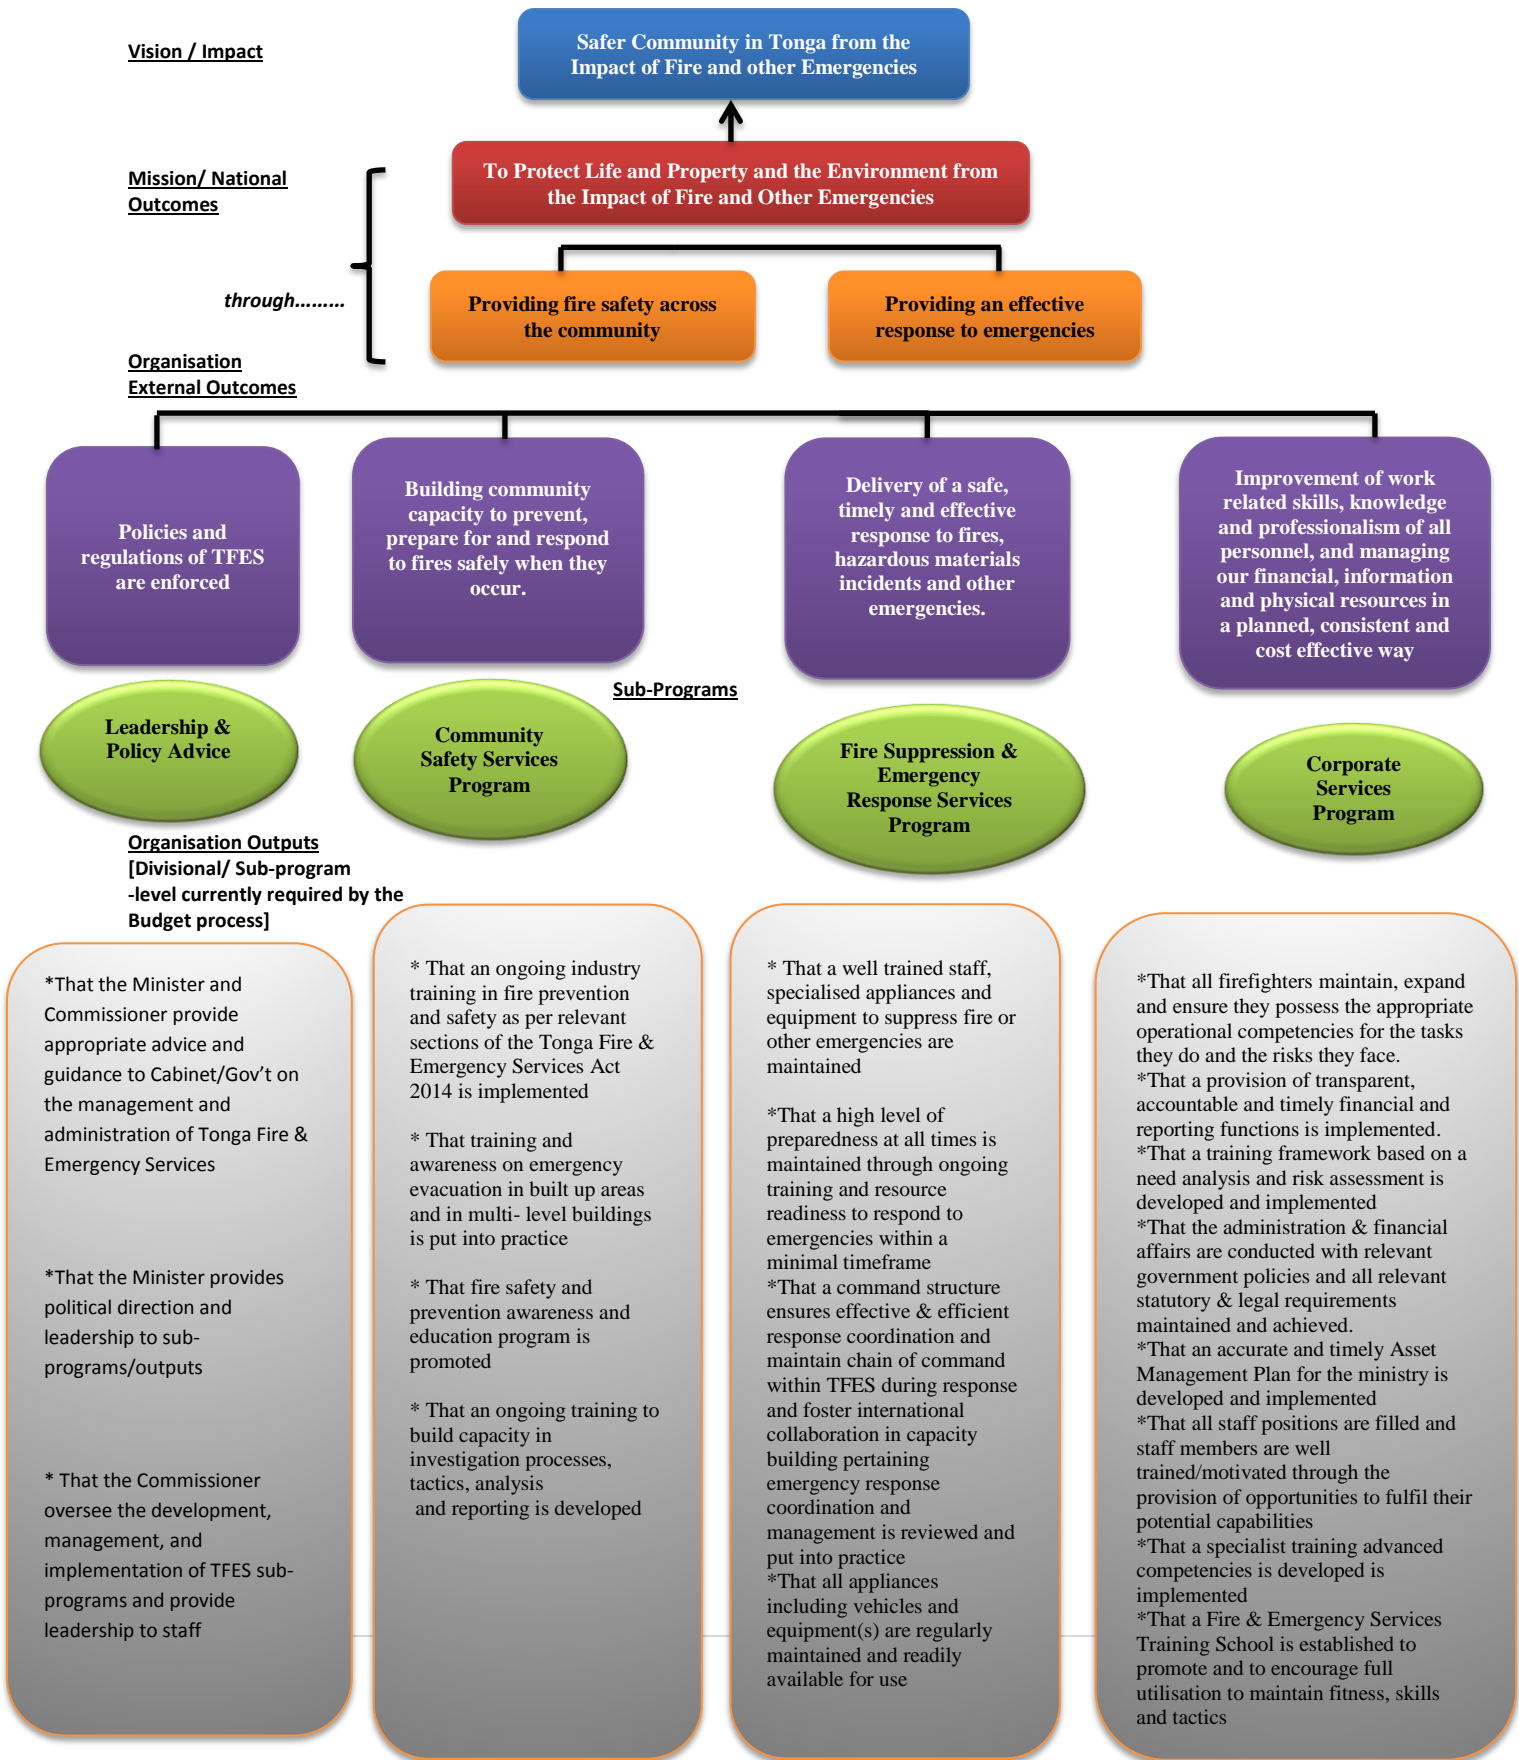 Vision / Impact
Safer Community in Tonga from the
Impact of Fire and other Emergencies
Mission/ National
Outcomes
To Protect Life and Property and the Environment from
the Impact of Fire and Other Emergencies
through.........
Providing fire safety across
the community
Providing an effective
response to emergencies
Organisation
External Outcomes
Policies and
regulations of TFES
are enforced
Building community
capacity to prevent,
prepare for and respond
to fires safely when they
occur.
Delivery of a safe,
timely and effective
response to fires,
hazardous materials
incidents and other
emergencies.
Improvement of work
related skills, knowledge
and professionalism of all
personnel, and managing
our financial, information
and physical resources in
a planned, consistent and
cost effective way
Sub-Programs
Leadership &
Policy Advice
Community
Safety Services
Program
Fire Suppression &
Emergency
Response Services
Program
Corporate
Services
Program
Organisation Outputs
[Divisional/ Sub-program
-level currently required by the
Budget process]
*That the Minister and
Commissioner provide
appropriate advice and
guidance to Cabinet/Gov't on
the management and
administration of Tonga Fire &
Emergency Services
*That the Minister provides
political direction and
leadership to sub-
programs/outputs
* That the Commissioner
oversee the development,
management, and
implementation of TFES sub-
programs and provide
leadership to staff
* That an ongoing industry
training in fire prevention
and safety as per relevant
sections of the Tonga Fire &
Emergency Services Act
2014 is implemented
* That training and
awareness on emergency
evacuation in built up areas
and in multi- level buildings
is put into practice
* That fire safety and
prevention awareness and
education program is
promoted
* That an ongoing training to
build capacity in
investigation processes,
tactics, analysis
and reporting is developed
* That a well trained staff,
specialised appliances and
equipment to suppress fire or
other emergencies are
maintained
*That a high level of
preparedness at all times is
maintained through ongoing
training and resource
readiness to respond to
emergencies within a
minimal timeframe
*That a command structure
ensures effective & efficient
response coordination and
maintain chain of command
within TFES during response
and foster international
collaboration in capacity
building pertaining
emergency response
coordination and
management is reviewed and
put into practice
*That all appliances
including vehicles and
equipment(s) are regularly
maintained and readily
available for use
*That all firefighters maintain, expand
and ensure they possess the appropriate
operational competencies for the tasks
they do and the risks they face.
*That a provision of transparent,
accountable and timely financial and
reporting functions is implemented.
*That a training framework based on a
need analysis and risk assessment is
developed and implemented
*That the administration & financial
affairs are conducted with relevant
government policies and all relevant
statutory & legal requirements
maintained and achieved.
*That an accurate and timely Asset
Management Plan for the ministry is
developed and implemented
*That all staff positions are filled and
staff members are well
trained/motivated through the
provision of opportunities to fulfil their
potential capabilities
*That a specialist training advanced
competencies is developed is
implemented
*That a Fire & Emergency Services
Training School is established to
promote and to encourage full
utilisation to maintain fitness, skills
and tactics